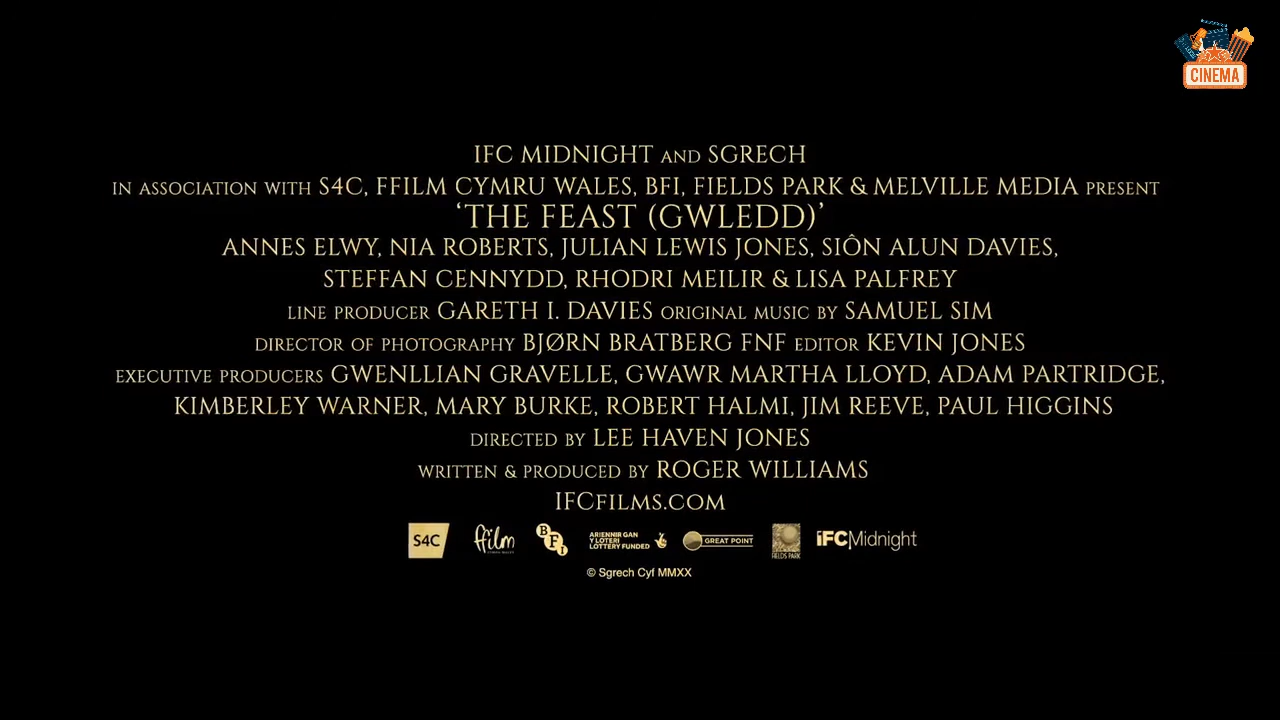 CINEMA
IFC MIDNIGHT AND SGRECH
IN ASSOCIATION WITH S4C, FFILM CYMRU WALES, BFI, FIELDS PARK & MELVILLE MEDIA PRESENT
‘THE FEAST (GWLEDD)’
ANNES ELWY, NIA ROBERTS, JULIAN LEWIS JONES, SIÔN ALUN DAVIES,
STEFFAN CENNYDD, RHODRI MEILIR & LISA PALFREY
LINE PRODUCER GARETH I. DAVIES ORIGINAL MUSIC BY SAMUEL SIM
DIRECTOR OF PHOTOGRAPHY BJØRN BRATBERG FNF EDITOR KEVIN JONES
EXECUTIVE PRODUCERS GWENLLIAN GRAVELLE, GWAWR MARTHA LLOYD, ADAM PARTRIDGE,
KIMBERLEY WARNER, MARY BURKE, ROBERT HALMI, JIM REEVE, PAUL HIGGINS
DIRECTED BY LEE HAVEN JONES
WRITTEN & PRODUCED BY ROGER WILLIAMS
IFCFILMS.COM
S4C
ffilm
BFI
ARIENNIR GAN
Y LOTERI
LOTTERY FUNDED
GREAT POINT
FIELDS PARK
IFC Midnight
© Sgrech Cyf MMXX